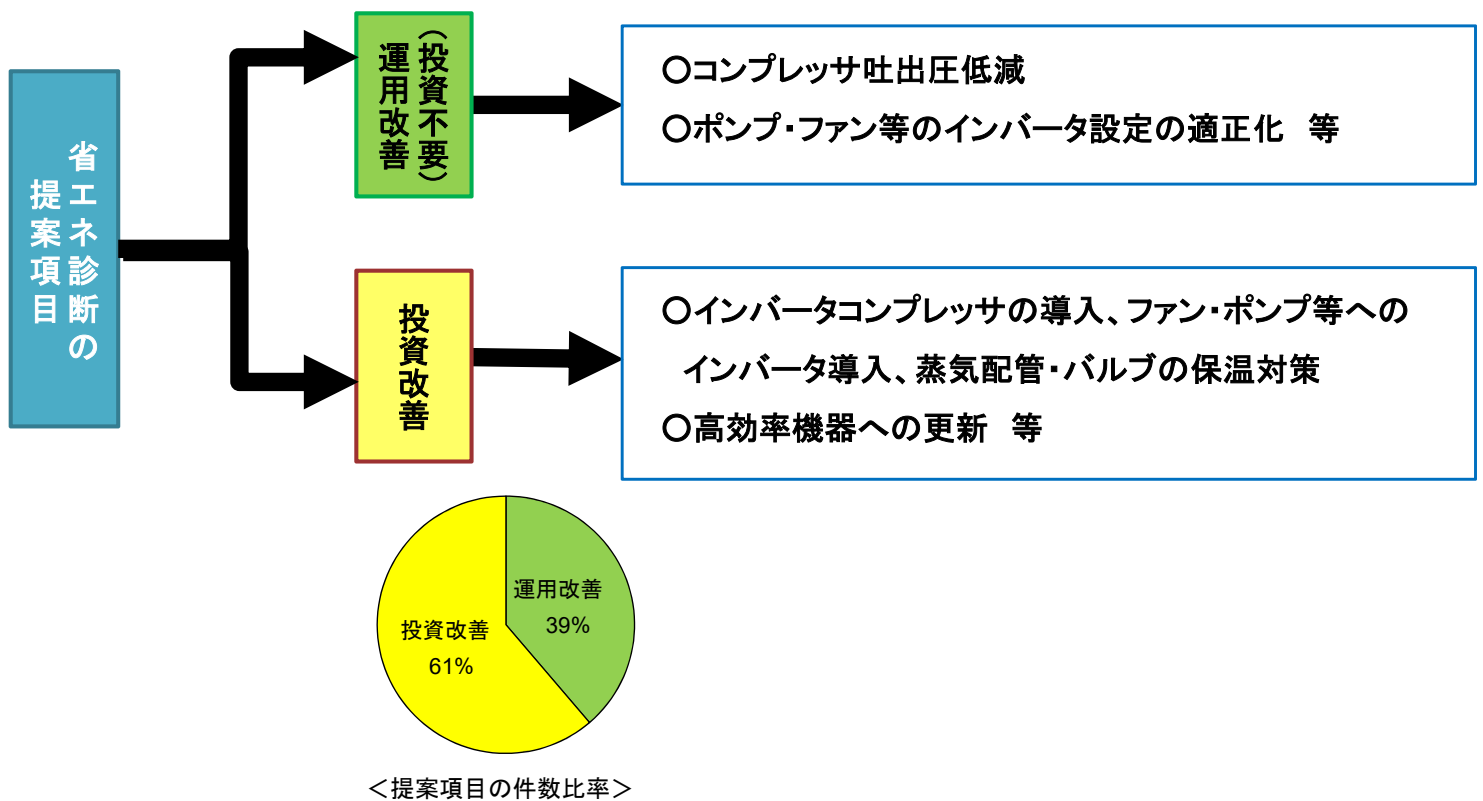 省エネ診断の
提案項目
（投資不要）
運用改善
〇コンプレッサ吐出圧低減
〇ポンプ・ファン等のインバータ設定の適正化　等
投資改善
〇インバータコンプレッサの導入、ファン・ポンプ等への
インバータ導入、蒸気配管・バルブの保温対策
〇高効率機器への更新　等
運用改善
39%
投資改善
61%
＜提案項目の件数比率＞